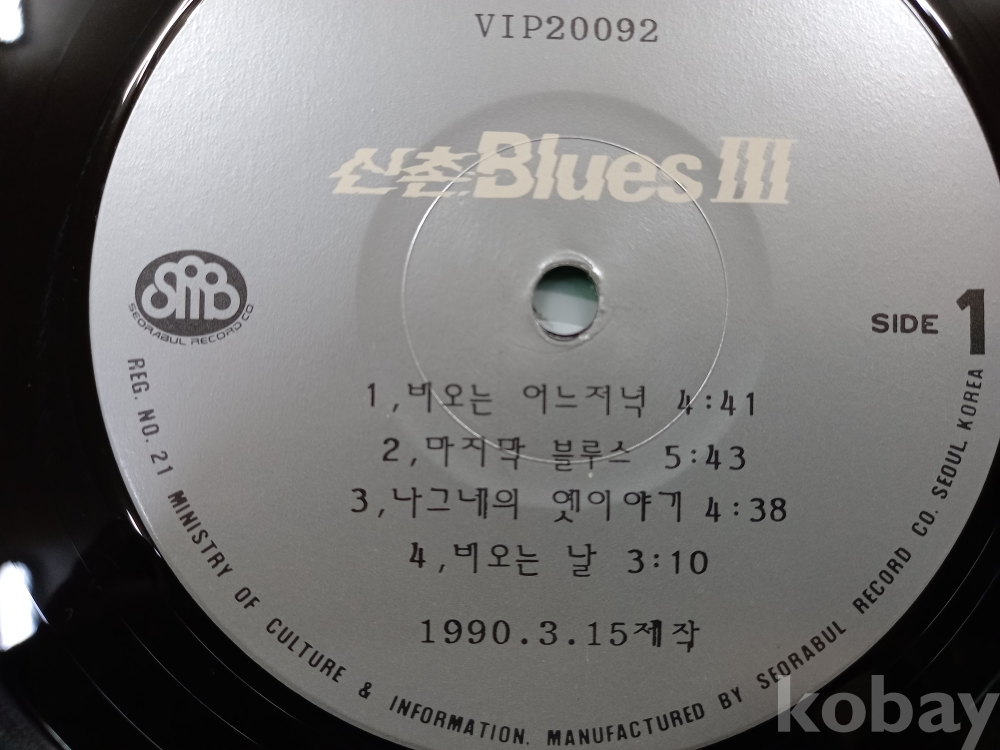 VIP20092
신촌Blues III
SMB
SEORABUL RECORD CO
SIDE 1
1,비오는 어느저녁 4:41
2,마지막 블루스 5:43
3,나그네의 옛이야기 4:38
4,비오는 날 3:10
1990.3.15제작
REG. NO. 21 MINISTRY OF CULTURE & INFORMATION. MANUFACTURED BY SEORABUL RECORD CO. SEOUL KOREA
kobay